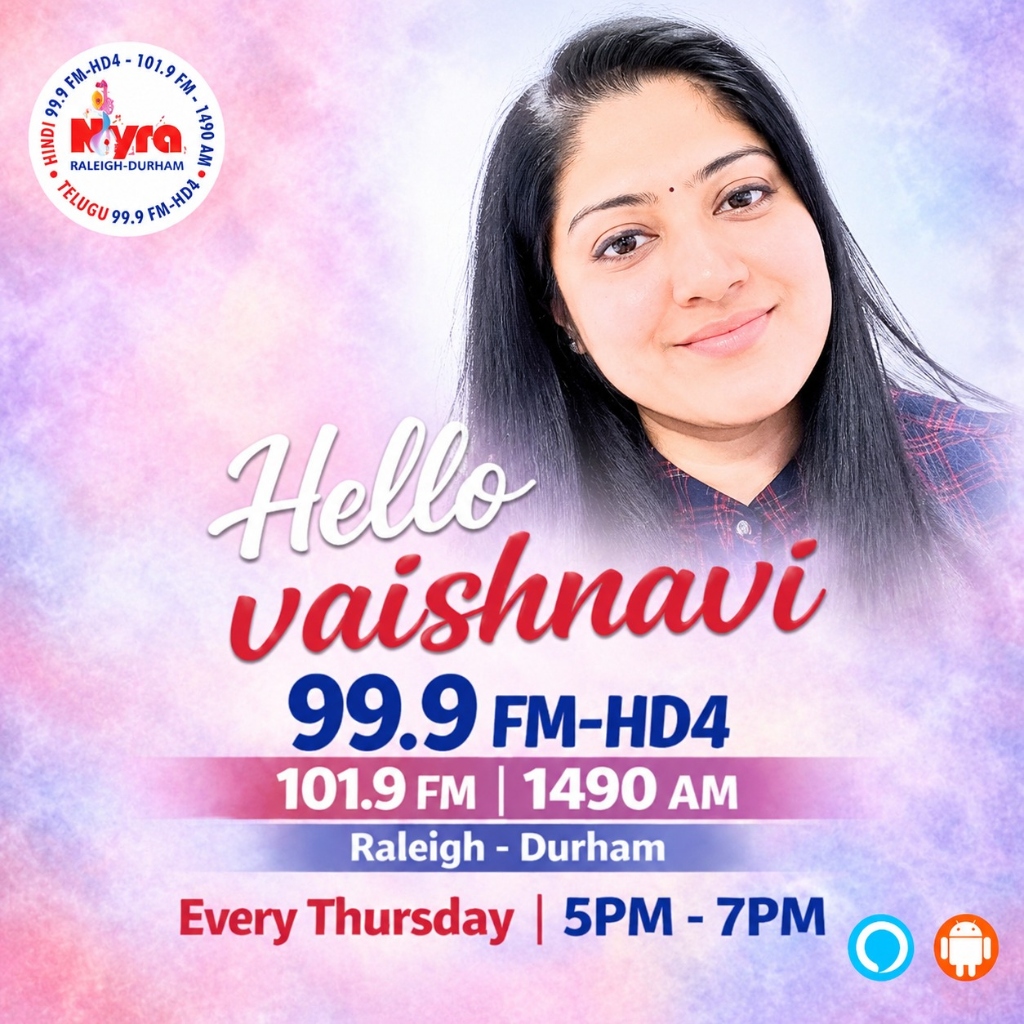 HINDI 99.9 FM-HD4 - 101.9 FM - 1490 AM
Nyra
RALEIGH-DURHAM
TELUGU 99.9 FM-HD4
Hello
vaishnavi
99.9 FM-HD4
101.9 FM | 1490 AM
Raleigh - Durham
Every Thursday | 5PM - 7PM